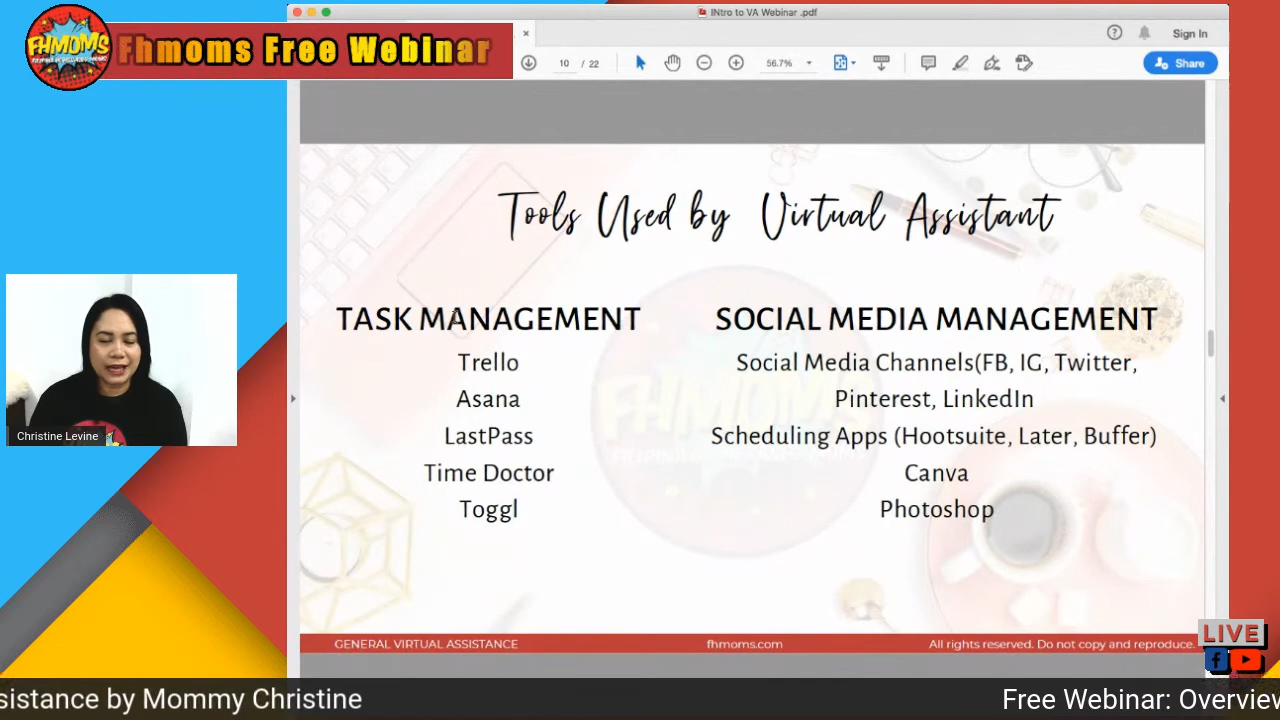 FHMOMS
Fhmoms Free Webinar
INtro to VA Webinar .pdf
Sign In
10 / 22
56.7%
Share
Tools Used by Virtual Assistant
TASK MANAGEMENT
Trello
Asana
LastPass
Time Doctor
Toggl
SOCIAL MEDIA MANAGEMENT
Social Media Channels(FB, IG, Twitter,
Pinterest, LinkedIn
Scheduling Apps (Hootsuite, Later, Buffer)
Canva
Photoshop
FHMOMS
Christine Levine
GENERAL VIRTUAL ASSISTANCE
fhmoms.com
All rights reserved. Do not copy and reproduce.
LIVE
sistance by Mommy Christine
Free Webinar: Overview